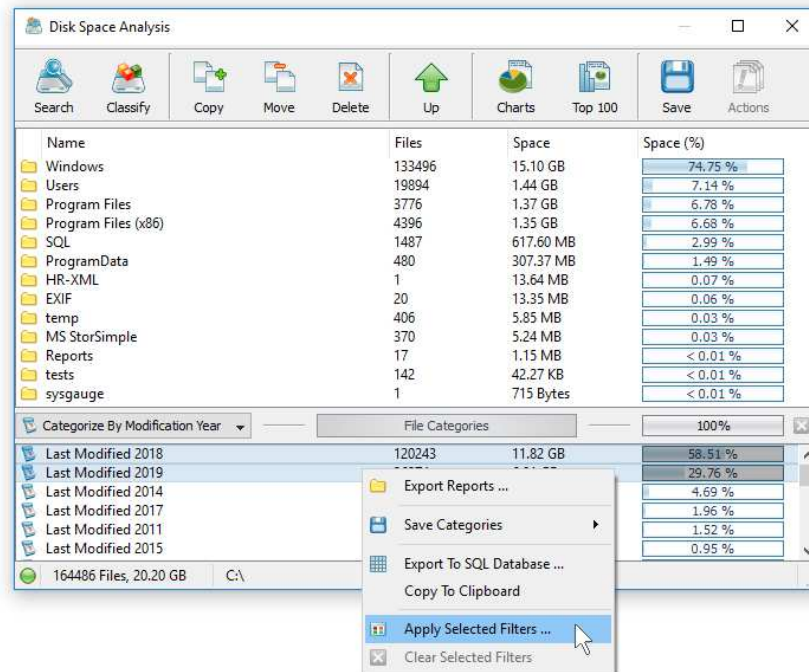 Disk Space Analysis
Search Classify Copy Move Delete Up Charts Top 100 Save Actions
Name Files Space Space (%)
Windows 133496 15.10 GB 74.75 %
Users 19894 1.44 GB 7.14 %
Program Files 3776 1.37 GB 6.78 %
Program Files (x86) 4396 1.35 GB 6.68 %
SQL 1487 617.60 MB 2.99 %
ProgramData 480 307.37 MB 1.49 %
HR-XML 1 13.64 MB 0.07 %
EXIF 20 13.35 MB 0.06 %
temp 406 5.85 MB 0.03 %
MS StorSimple 370 5.24 MB 0.03 %
Reports 17 1.15 MB < 0.01 %
tests 142 42.27 KB < 0.01 %
sysgauge 1 715 Bytes < 0.01 %
Categorize By Modification Year File Categories 100%
Last Modified 2018 120243 11.82 GB 58.51 %
Last Modified 2019 29.76 %
Last Modified 2014 4.69 %
Last Modified 2017 1.96 %
Last Modified 2011 1.52 %
Last Modified 2015 0.95 %
164486 Files, 20.20 GB C:\
Export Reports ...
Save Categories
Export To SQL Database ...
Copy To Clipboard
Apply Selected Filters ...
Clear Selected Filters